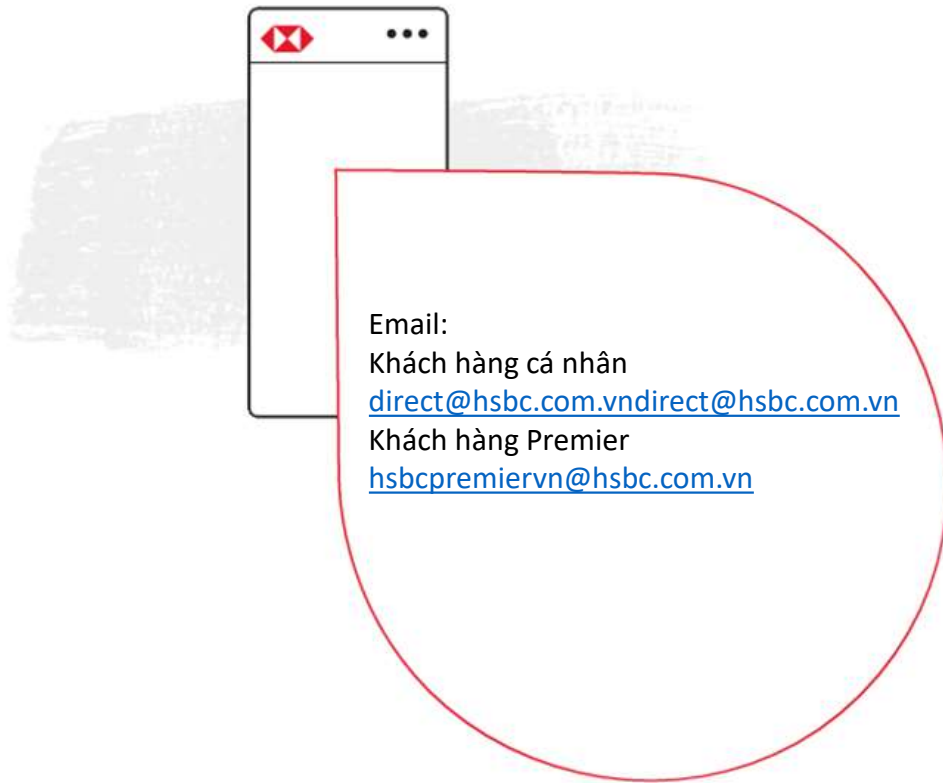 Email:
Khách hàng cá nhân
direct@hsbc.com.vndirect@hsbc.com.vn
Khách hàng Premier
hsbcpremiervn@hsbc.com.vn